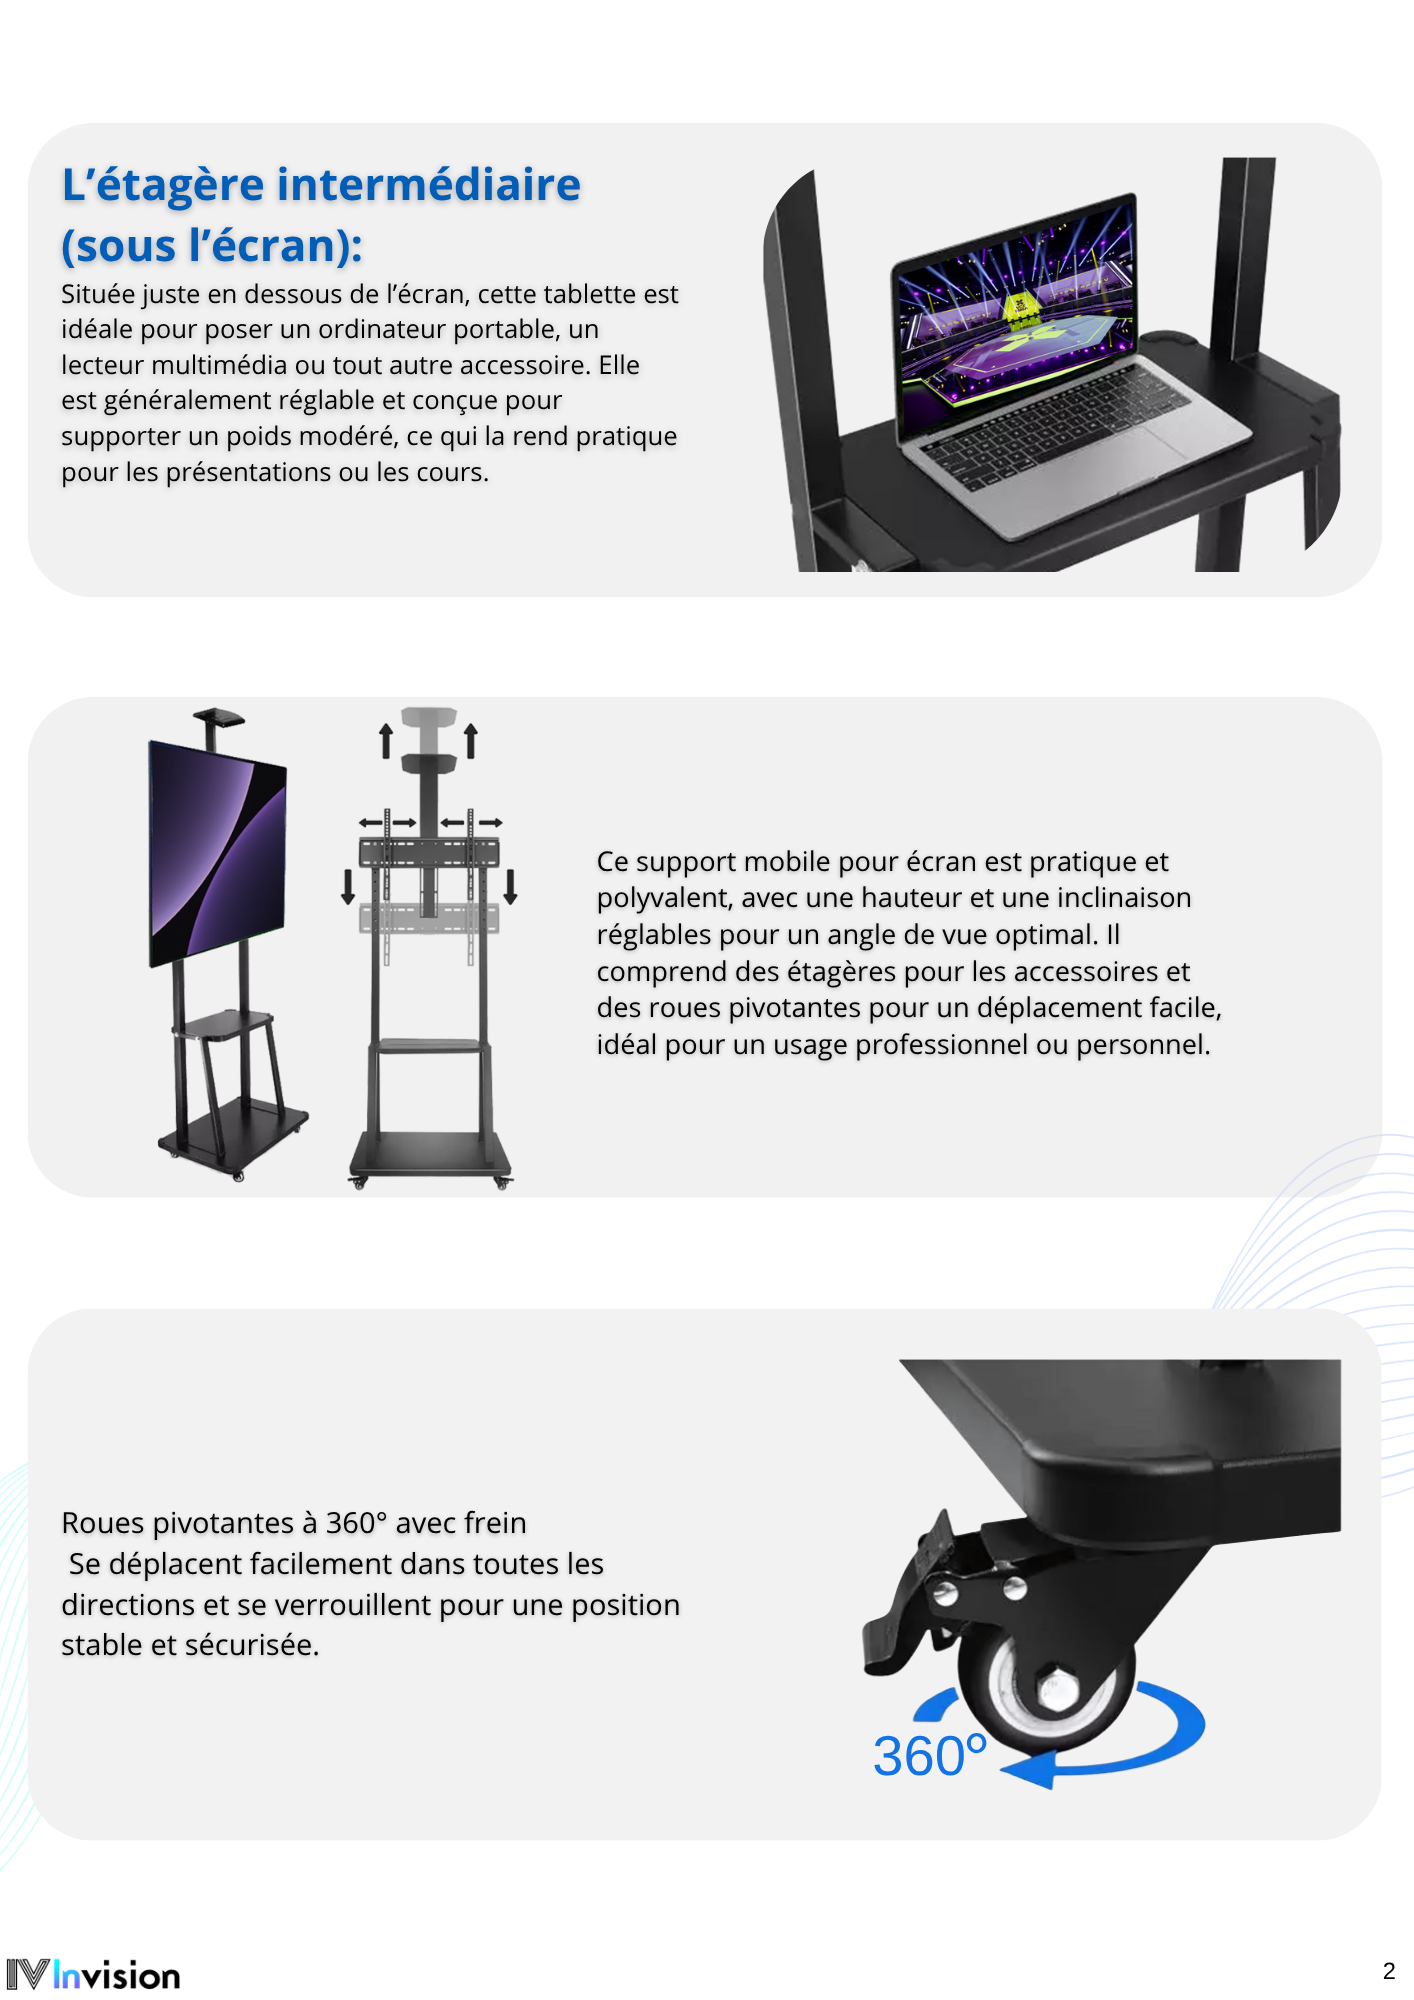 L’étagère intermédiaire
(sous l’écran):
Située juste en dessous de l’écran, cette tablette est
idéale pour poser un ordinateur portable, un
lecteur multimédia ou tout autre accessoire. Elle
est généralement réglable et conçue pour
supporter un poids modéré, ce qui la rend pratique
pour les présentations ou les cours.
Ce support mobile pour écran est pratique et
polyvalent, avec une hauteur et une inclinaison
réglables pour un angle de vue optimal. Il
comprend des étagères pour les accessoires et
des roues pivotantes pour un déplacement facile,
idéal pour un usage professionnel ou personnel.
Roues pivotantes à 360° avec frein
Se déplacent facilement dans toutes les
directions et se verrouillent pour une position
stable et sécurisée.
360º
IV Invision
2